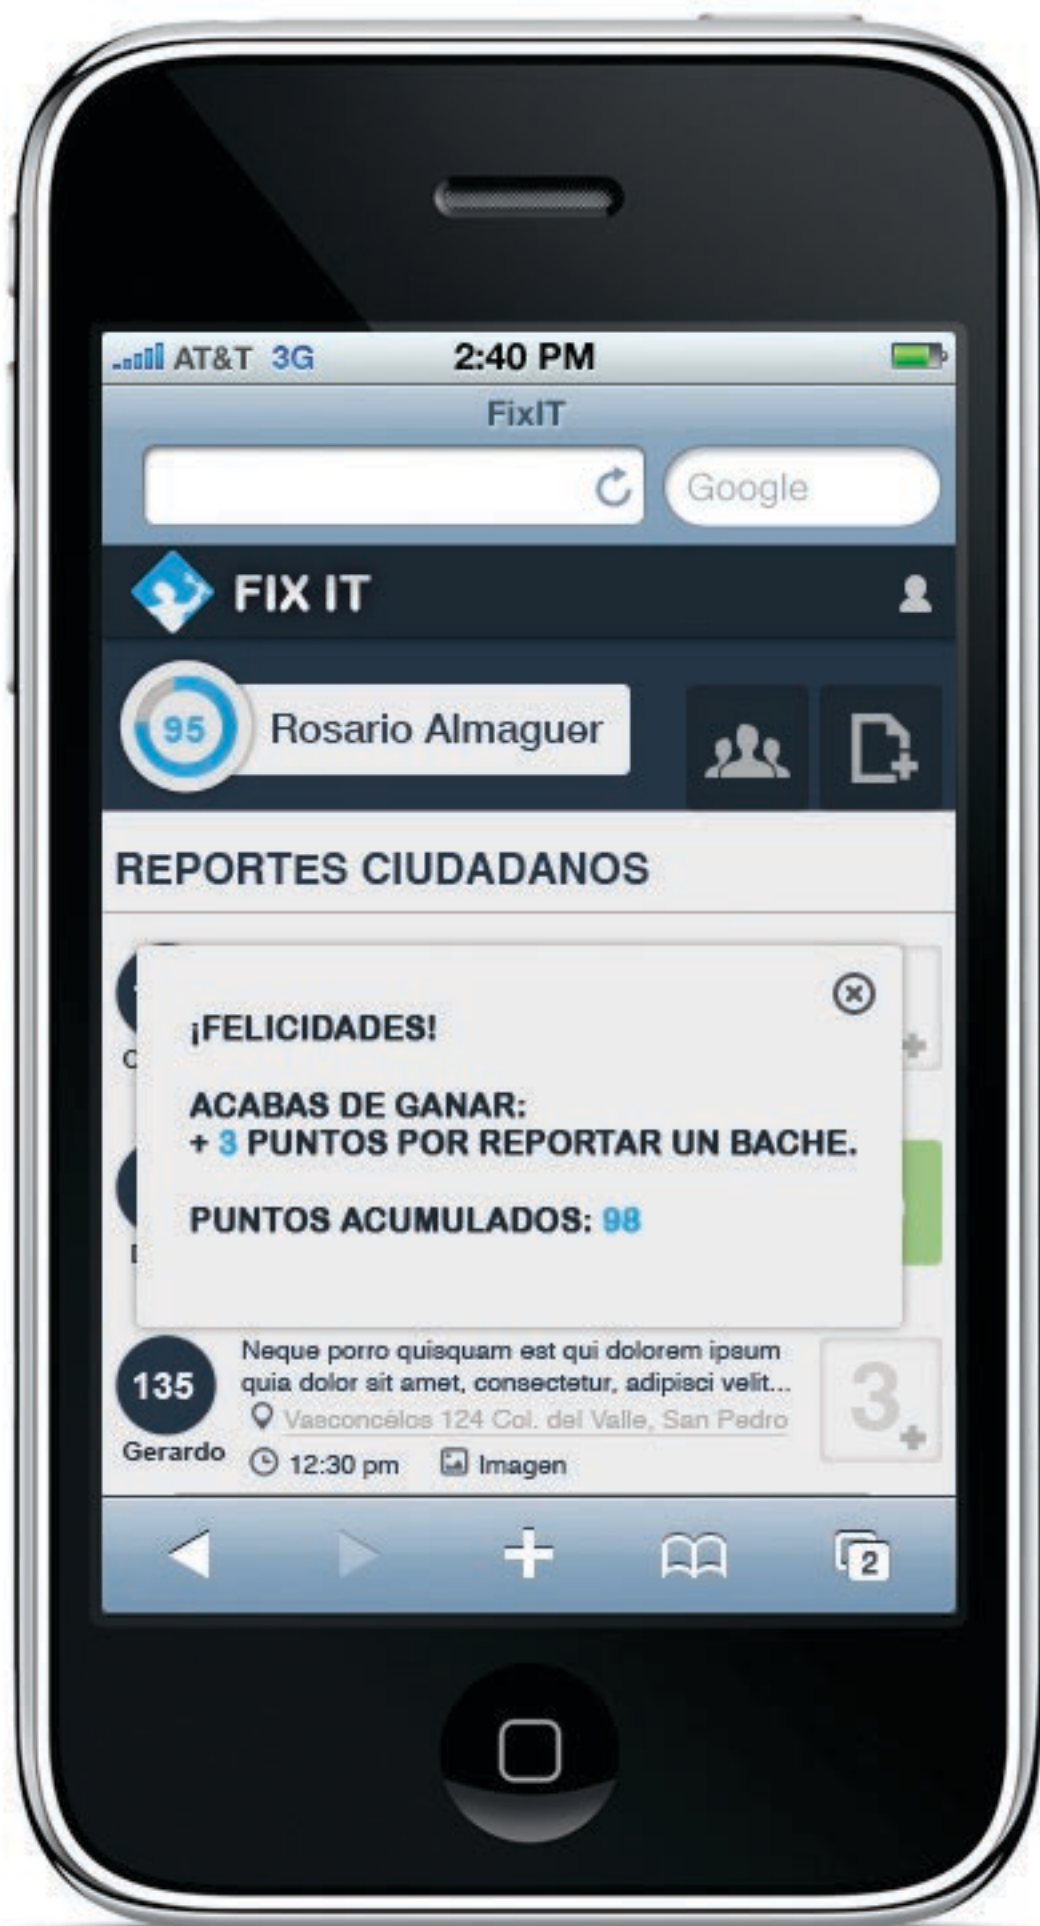 AT&T 3G 2:40 PM
FixIT
Google
FIX IT
95 Rosario Almaguer
REPORTES CIUDADANOS
¡FELICIDADES!
ACABAS DE GANAR:
+ 3 PUNTOS POR REPORTAR UN BACHE.
PUNTOS ACUMULADOS: 98
Neque porro quisquam est qui dolorem ipsum
135 quia dolor sit amet, consectetur, adipisci velit... 3
Vasconcélos 124 Col. del Valle, San Pedro
Gerardo 12:30 pm Imagen
2